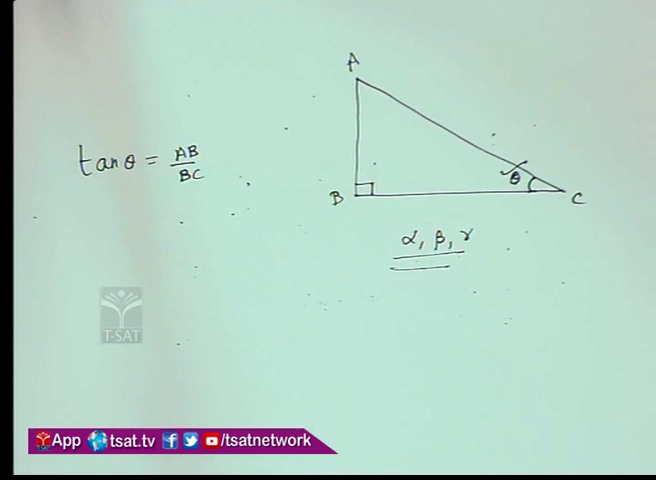 A
tan θ = AB/BC
B
θ
C
α, β, γ
T-SAT
App tsat.tv /tsatnetwork